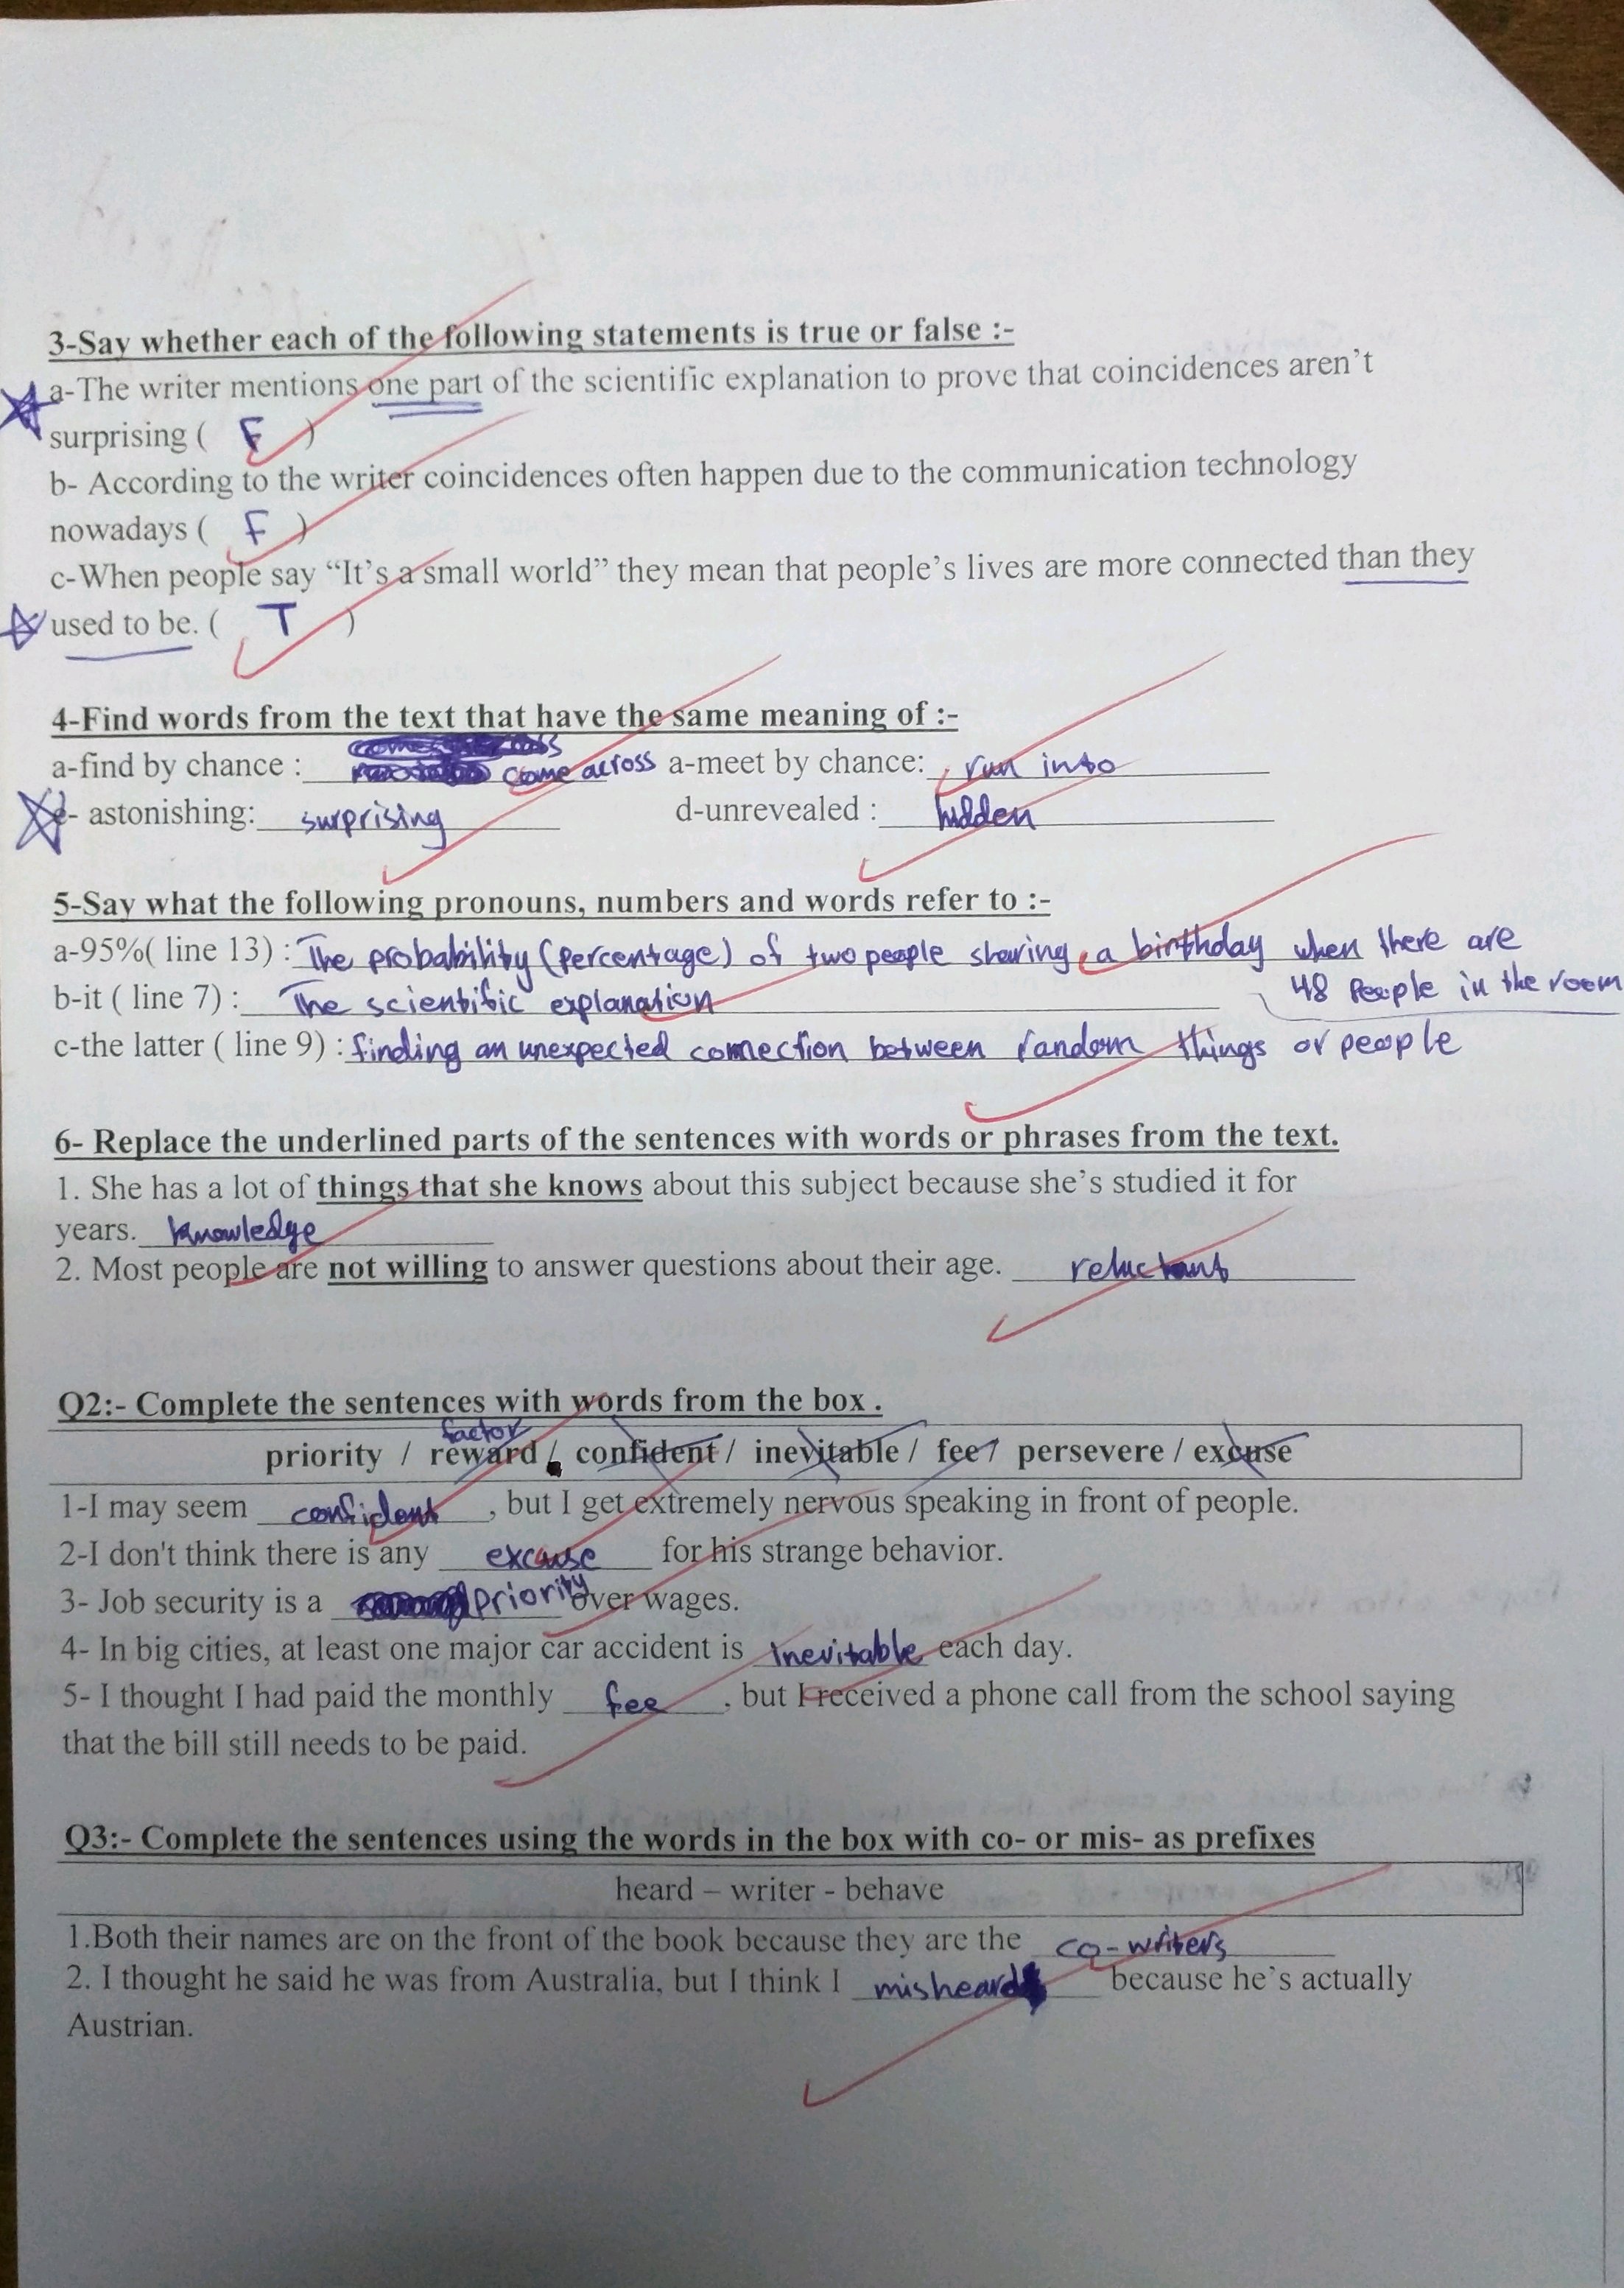 3-Say whether each of the following statements is true or false :-
a-The writer mentions one part of the scientific explanation to prove that coincidences aren't
surprising ( F )
b- According to the writer coincidences often happen due to the communication technology
nowadays ( F )
c-When people say “It's a small world” they mean that people's lives are more connected than they
used to be. ( T )
4-Find words from the text that have the same meaning of :-
a-find by chance : come across a-meet by chance: run into
- astonishing: surprising d-unrevealed : hidden
5-Say what the following pronouns, numbers and words refer to :-
a-95%( line 13) : The probability (percentage) of two people sharing a birthday when there are
48 people in the room
b-it ( line 7) : The scientific explanation
c-the latter ( line 9) : finding an unexpected connection between random things or people
6- Replace the underlined parts of the sentences with words or phrases from the text.
1. She has a lot of things that she knows about this subject because she's studied it for
years. knowledge
2. Most people are not willing to answer questions about their age. reluctant
Q2:- Complete the sentences with words from the box .
factor
priority / reward / confident / inevitable / fee / persevere / excuse
1-I may seem confident , but I get extremely nervous speaking in front of people.
2-I don't think there is any excuse for his strange behavior.
3- Job security is a priority over wages.
4- In big cities, at least one major car accident is inevitable each day.
5- I thought I had paid the monthly fee , but I received a phone call from the school saying
that the bill still needs to be paid.
Q3:- Complete the sentences using the words in the box with co- or mis- as prefixes
heard – writer - behave
1.Both their names are on the front of the book because they are the co-writers
2. I thought he said he was from Australia, but I think I misheard because he's actually
Austrian.